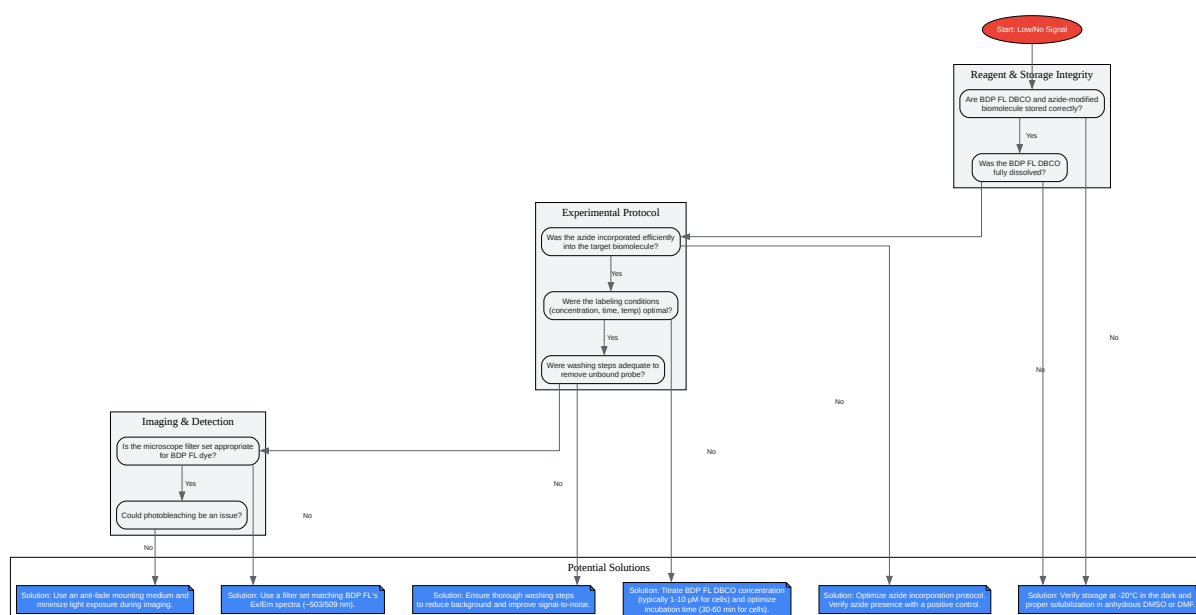 Start: Low/No Signal
Reagent & Storage Integrity
Are BDP FL DBCO and azide-modified
biomolecule stored correctly?
Yes
Was the BDP FL DBCO
fully dissolved?
Experimental Protocol
Was the azide incorporated efficiently
into the target biomolecule?
Yes
Were the labeling conditions
(concentration, time, temp) optimal?
Yes
Were washing steps adequate to
remove unbound probe?
No
No
No
No
No
No
Imaging & Detection
Is the microscope filter set appropriate
for BDP FL dye?
Yes
Could photobleaching be an issue?
No
Potential Solutions
Solution: Use an anti-fade mounting medium and
minimize light exposure during imaging.
Solution: Use a filter set matching BDP FL's
Ex/Em spectra (~503/509 nm).
Solution: Ensure thorough washing steps
to reduce background and improve signal-to-noise.
Solution: Titrate BDP FL DBCO concentration
(typically 1-10 µM for cells) and optimize
incubation time (30-60 min for cells).
Solution: Optimize azide incorporation protocol.
Verify azide presence with a positive control.
Solution: Verify storage at -20°C in the dark and
proper solubilization in anhydrous DMSO or